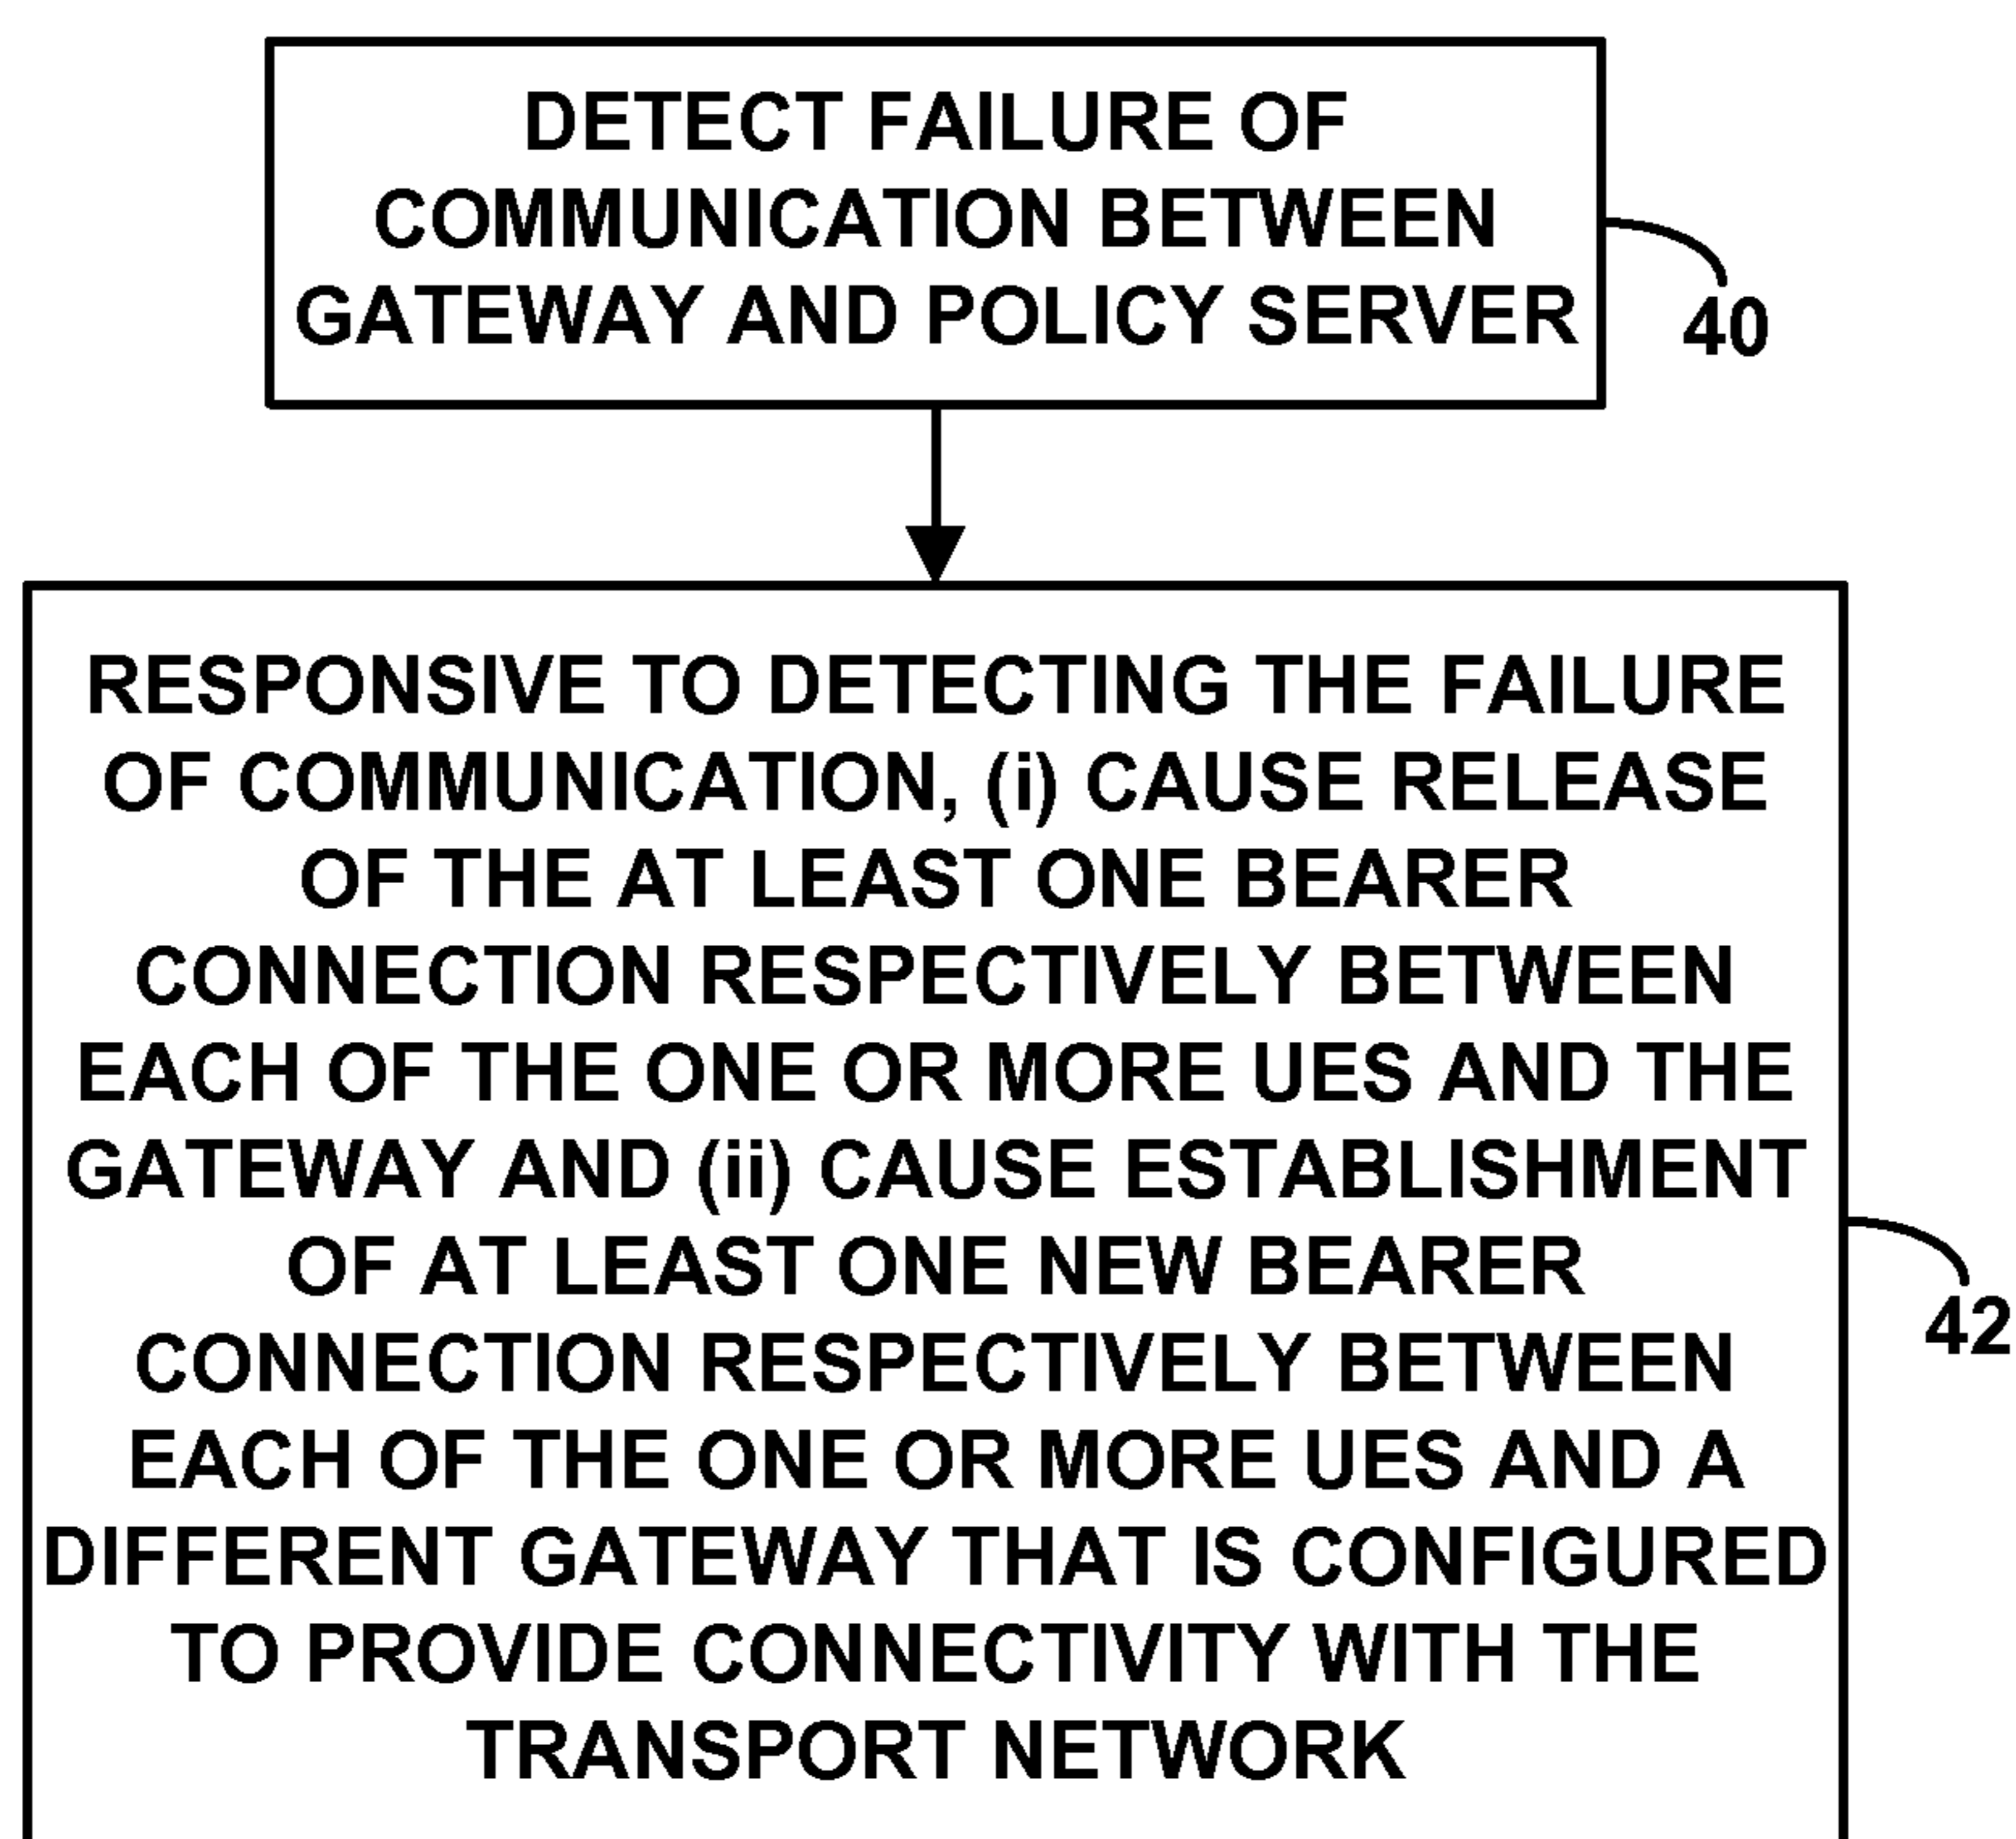 DETECT FAILURE OF
COMMUNICATION BETWEEN
GATEWAY AND POLICY SERVER
40
RESPONSIVE TO DETECTING THE FAILURE
OF COMMUNICATION, (i) CAUSE RELEASE
OF THE AT LEAST ONE BEARER
CONNECTION RESPECTIVELY BETWEEN
EACH OF THE ONE OR MORE UES AND THE
GATEWAY AND (ii) CAUSE ESTABLISHMENT
OF AT LEAST ONE NEW BEARER
CONNECTION RESPECTIVELY BETWEEN
EACH OF THE ONE OR MORE UES AND A
DIFFERENT GATEWAY THAT IS CONFIGURED
TO PROVIDE CONNECTIVITY WITH THE
TRANSPORT NETWORK
42